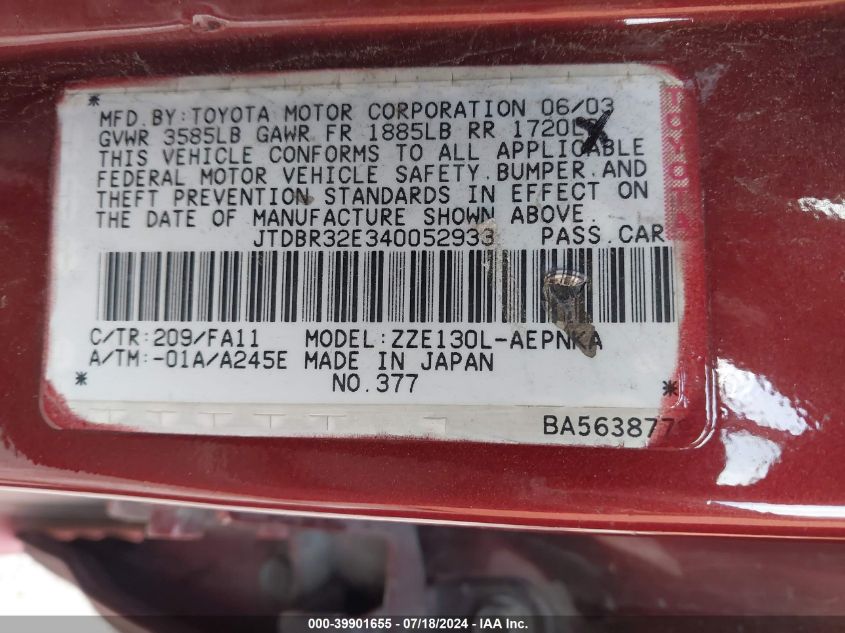 MFD. BY: TOYOTA MOTOR CORPORATION 06/03
GVWR 3585LB GAWR FR 1885LB RR 1720
THIS VEHICLE CONFORMS TO ALL APPLICABLE
FEDERAL MOTOR VEHICLE SAFETY, BUMPER, AND
THEFT PREVENTION STANDARDS IN EFFECT ON
THE DATE OF MANUFACTURE SHOWN ABOVE.
JTDBR32E340052933 PASS. CAR
C/TR: 209/FA11 MODEL: ZZE130L-AEPNKA
A/TM: -01A/A245E MADE IN JAPAN
* NO. 377 *
BA563877
000-39901655 - 07/18/2024 - IAA Inc.